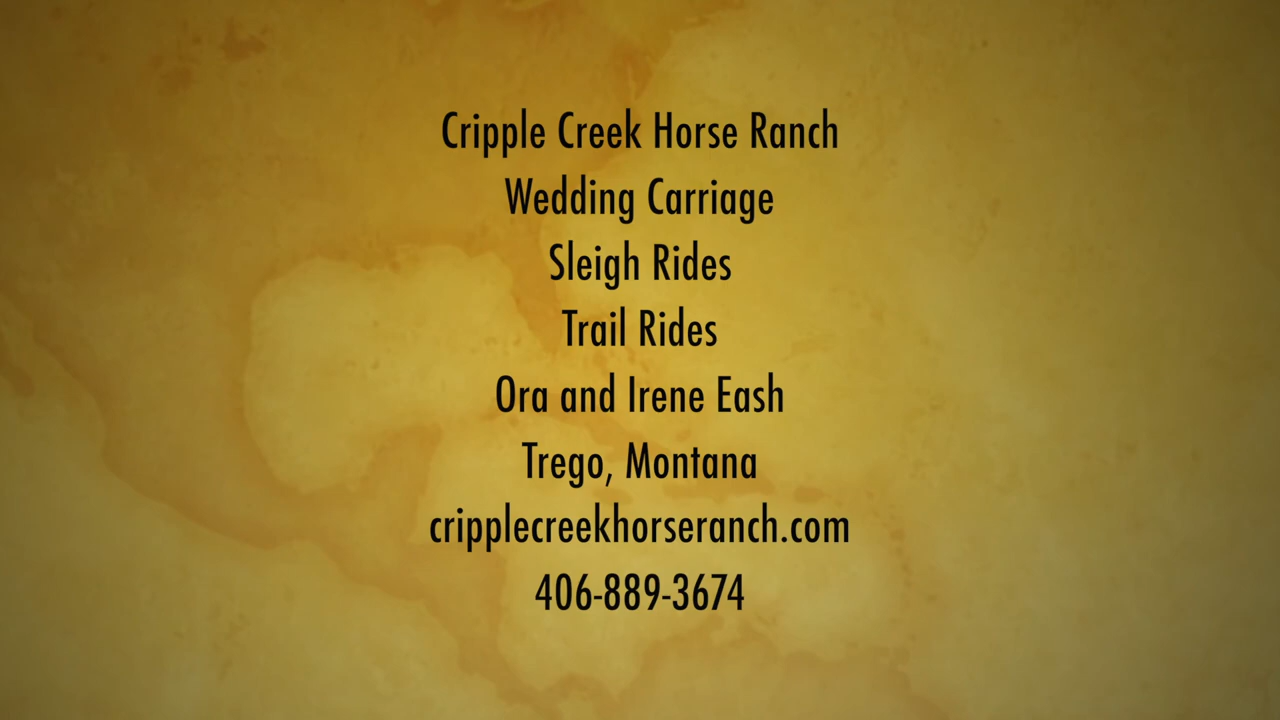 Cripple Creek Horse Ranch
Wedding Carriage
Sleigh Rides
Trail Rides
Ora and Irene Eash
Trego, Montana
cripplecreekhorseranch.com
406-889-3674